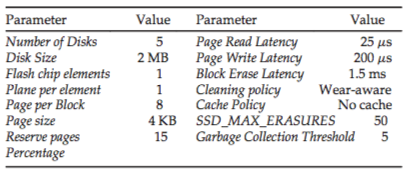 Parameter Value Parameter Value
Number of Disks 5 Page Read Latency 25 μs
Disk Size 2 MB Page Write Latency 200 μs
Flash chip elements 1 Block Erase Latency 1.5 ms
Plane per element 1 Cleaning policy Wear-aware
Page per Block 8 Cache Policy No cache
Page size 4 KB SSD_MAX_ERASURES 50
Reserve pages 15 Garbage Collection Threshold 5
Percentage